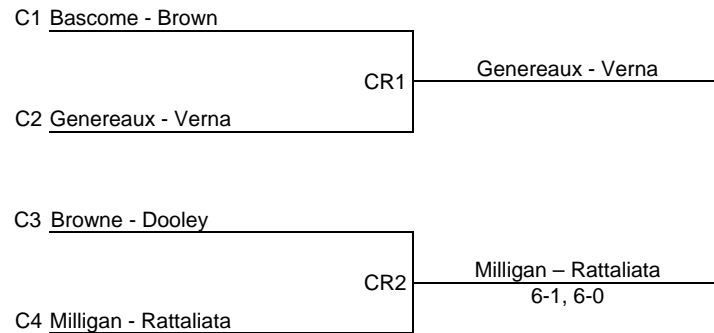 C1 Bascome - Brown
CR1
Genereaux - Verna
C2 Genereaux - Verna
C3 Browne - Dooley
CR2
Milligan – Rattaliata
6-1, 6-0
C4 Milligan - Rattaliata